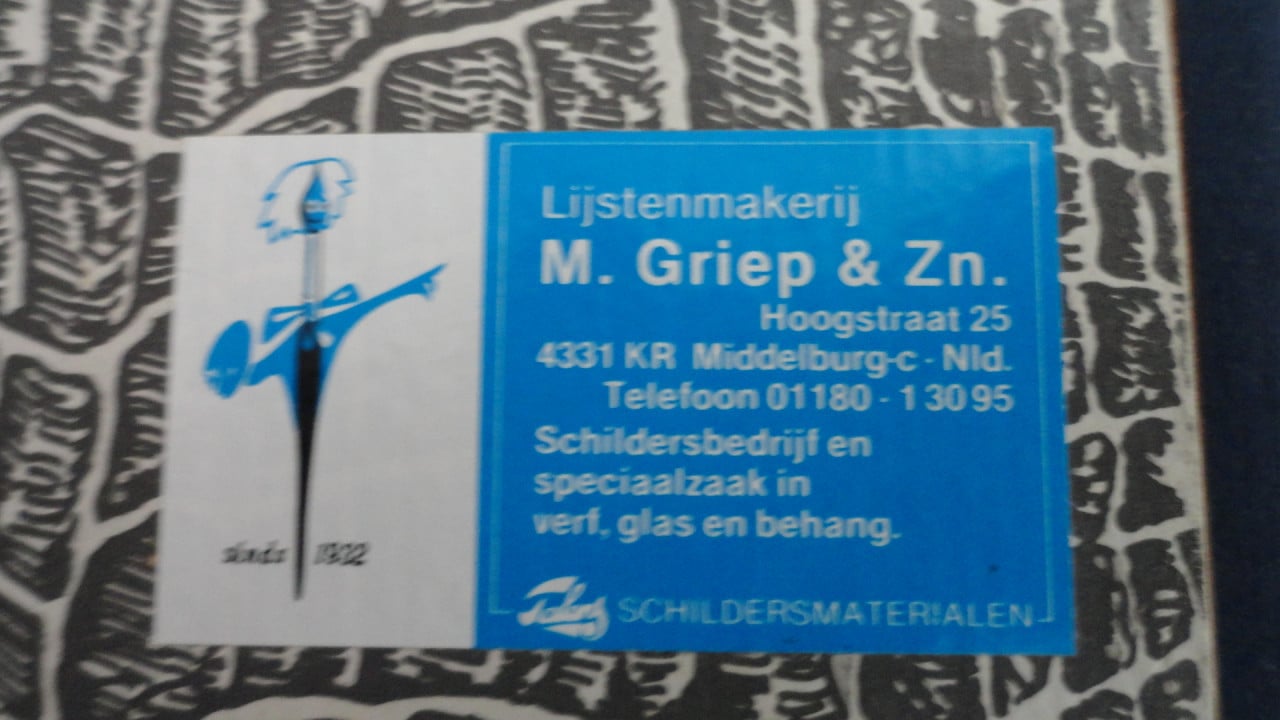 sinds 1932
Lijstenmakerij
M. Griep & Zn.
Hoogstraat 25
4331 KR Middelburg-c - Nld.
Telefoon 01180 - 1 30 95
Schildersbedrijf en
speciaalzaak in
verf, glas en behang.
Talens SCHILDERSMATERIALEN